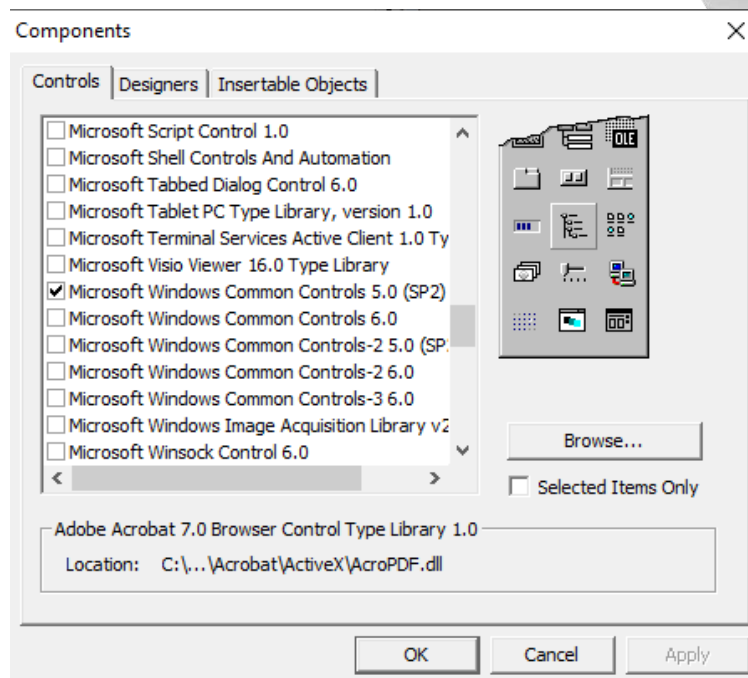 Components
Controls
Designers
Insertable Objects
Microsoft Script Control 1.0
Microsoft Shell Controls And Automation
Microsoft Tabbed Dialog Control 6.0
Microsoft Tablet PC Type Library, version 1.0
Microsoft Terminal Services Active Client 1.0 Ty
Microsoft Visio Viewer 16.0 Type Library
Microsoft Windows Common Controls 5.0 (SP2)
Microsoft Windows Common Controls 6.0
Microsoft Windows Common Controls-2 5.0 (SP
Microsoft Windows Common Controls-2 6.0
Microsoft Windows Common Controls-3 6.0
Microsoft Windows Image Acquisition Library v2
Microsoft Winsock Control 6.0
OLE
Browse...
Selected Items Only
Adobe Acrobat 7.0 Browser Control Type Library 1.0
Location: C:\...\Acrobat\ActiveX\AcroPDF.dll
OK
Cancel
Apply